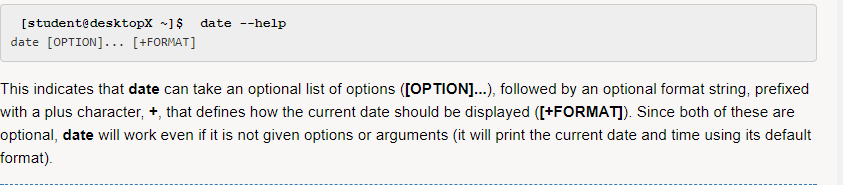 [student@desktopX ~]$ date --help
date [OPTION]... [+FORMAT]
This indicates that date can take an optional list of options ([OPTION]...), followed by an optional format string, prefixed
with a plus character, +, that defines how the current date should be displayed ([+FORMAT]). Since both of these are
optional, date will work even if it is not given options or arguments (it will print the current date and time using its default
format).